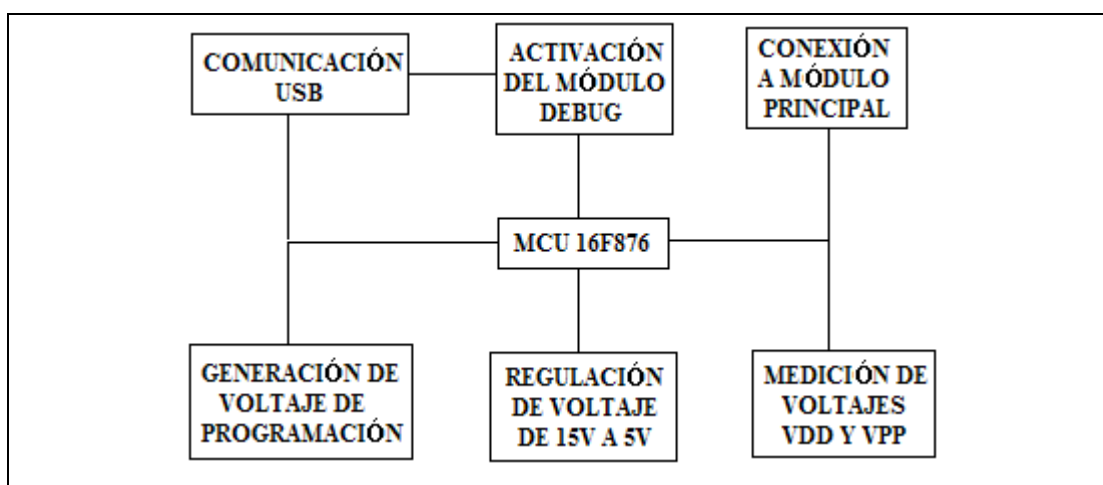 COMUNICACIÓN
USB
ACTIVACIÓN
DEL MÓDULO
DEBUG
CONEXIÓN
A MÓDULO
PRINCIPAL
MCU 16F876
GENERACIÓN DE
VOLTAJE DE
PROGRAMACIÓN
REGULACIÓN
DE VOLTAJE
DE 15V A 5V
MEDICIÓN DE
VOLTAJES
VDD Y VPP